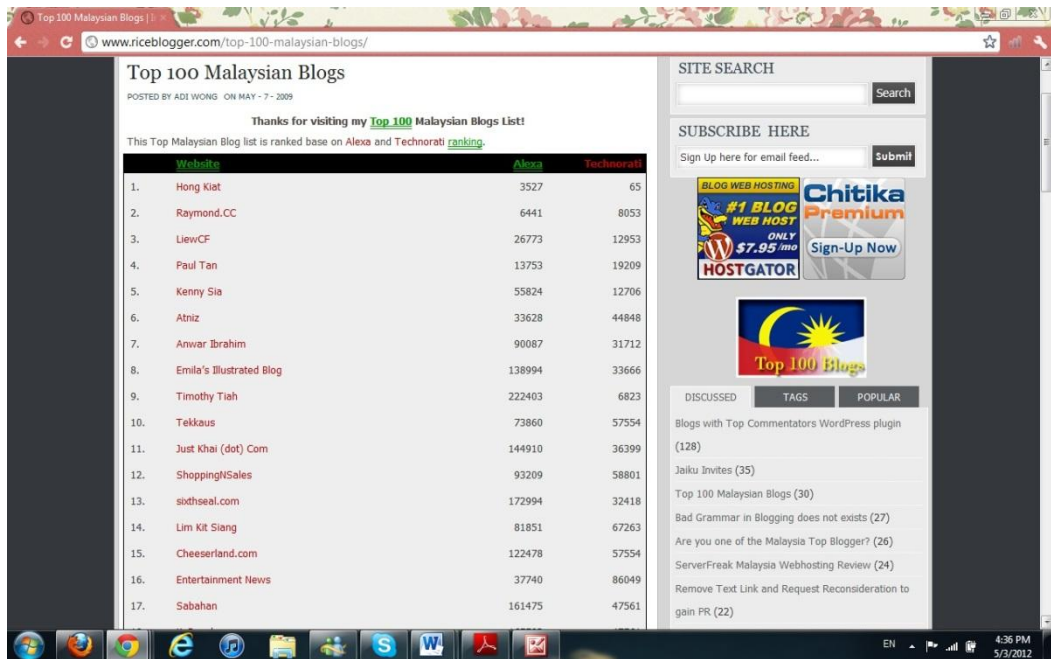 Top 100 Malaysian Blogs |
www.riceblogger.com/top-100-malaysian-blogs/
Top 100 Malaysian Blogs
POSTED BY ADI WONG ON MAY - 7 - 2009
Thanks for visiting my Top 100 Malaysian Blogs List!
This Top Malaysian Blog list is ranked base on Alexa and Technorati ranking.
Website Alexa Technorati
1. Hong Kiat 3527 65
2. Raymond.CC 6441 8053
3. LiewCF 26773 12953
4. Paul Tan 13753 19209
5. Kenny Sia 55824 12706
6. Atniz 33628 44848
7. Anwar Ibrahim 90087 31712
8. Emila's Illustrated Blog 138994 33666
9. Timothy Tiah 222403 6823
10. Tekkaus 73860 57554
11. Just Khai (dot) Com 144910 36399
12. ShoppingNSales 93209 58801
13. sixthseal.com 172994 32418
14. Lim Kit Siang 81851 67263
15. Cheeserland.com 122478 57554
16. Entertainment News 37740 86049
17. Sabahan 161475 47561
SITE SEARCH
Search
SUBSCRIBE HERE
Sign Up here for email feed... Submit
BLOG WEB HOSTING
#1 BLOG
WEB HOST
ONLY
$7.95/mo
HOSTGATOR
Chitika
Premium
Sign-Up Now
Top 100 Blogs
DISCUSSED TAGS POPULAR
Blogs with Top Commentators WordPress plugin
(128)
Jaiku Invites (35)
Top 100 Malaysian Blogs (30)
Bad Grammar in Blogging does not exists (27)
Are you one of the Malaysia Top Blogger? (26)
ServerFreak Malaysia Webhosting Review (24)
Remove Text Link and Request Reconsideration to
gain PR (22)
EN
4:36 PM
5/3/2012